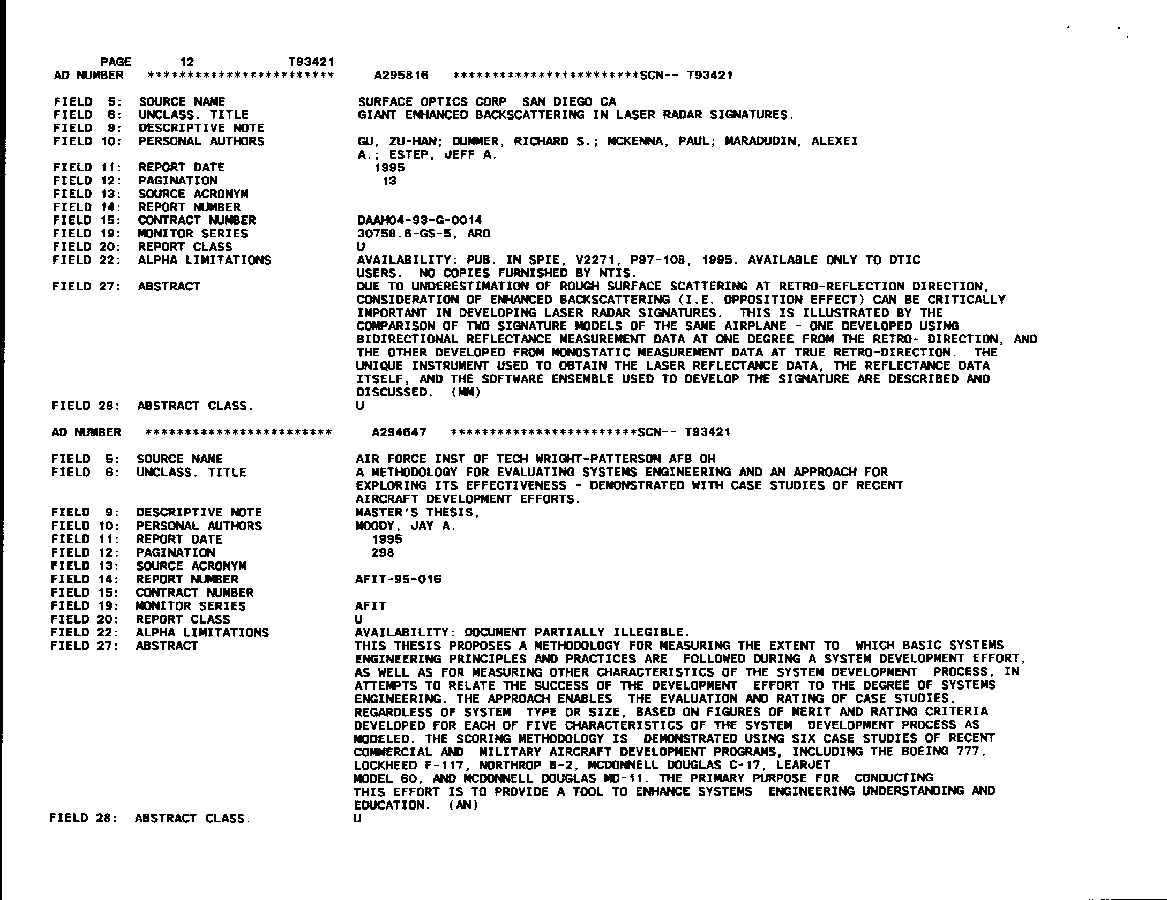 PAGE 12 T93421
AD NUMBER ************************ A295816 ************************SCN-- T93421
FIELD 5: SOURCE NAME SURFACE OPTICS CORP SAN DIEGO CA
FIELD 6: UNCLASS. TITLE GIANT ENHANCED BACKSCATTERING IN LASER RADAR SIGNATURES.
FIELD 9: DESCRIPTIVE NOTE
FIELD 10: PERSONAL AUTHORS GU, ZU-HAN; DUMMER, RICHARD S.; MCKENNA, PAUL; MARADUDIN, ALEXEI
A.; ESTEP, JEFF A.
FIELD 11: REPORT DATE 1995
FIELD 12: PAGINATION 13
FIELD 13: SOURCE ACRONYM
FIELD 14: REPORT NUMBER
FIELD 15: CONTRACT NUMBER DAAH04-93-G-0014
FIELD 19: MONITOR SERIES 30758.6-GS-S, ARO
FIELD 20: REPORT CLASS U
FIELD 22: ALPHA LIMITATIONS AVAILABILITY: PUB. IN SPIE, V2271, P97-108, 1995. AVAILABLE ONLY TO DTIC
USERS. NO COPIES FURNISHED BY NTIS.
FIELD 27: ABSTRACT DUE TO UNDERESTIMATION OF ROUGH SURFACE SCATTERING AT RETRO-REFLECTION DIRECTION,
CONSIDERATION OF ENHANCED BACKSCATTERING (I.E. OPPOSITION EFFECT) CAN BE CRITICALLY
IMPORTANT IN DEVELOPING LASER RADAR SIGNATURES. THIS IS ILLUSTRATED BY THE
COMPARISON OF TWO SIGNATURE MODELS OF THE SAME AIRPLANE - ONE DEVELOPED USING
BIDIRECTIONAL REFLECTANCE MEASUREMENT DATA AT ONE DEGREE FROM THE RETRO- DIRECTION, AND
THE OTHER DEVELOPED FROM MONOSTATIC MEASUREMENT DATA AT TRUE RETRO-DIRECTION. THE
UNIQUE INSTRUMENT USED TO OBTAIN THE LASER REFLECTANCE DATA, THE REFLECTANCE DATA
ITSELF, AND THE SOFTWARE ENSEMBLE USED TO DEVELOP THE SIGNATURE ARE DESCRIBED AND
DISCUSSED. (MM)
FIELD 28: ABSTRACT CLASS. U
AD NUMBER ************************ A294647 ************************SCN-- T93421
FIELD 5: SOURCE NAME AIR FORCE INST OF TECH WRIGHT-PATTERSON AFB OH
FIELD 6: UNCLASS. TITLE A METHODOLOGY FOR EVALUATING SYSTEMS ENGINEERING AND AN APPROACH FOR
EXPLORING ITS EFFECTIVENESS - DEMONSTRATED WITH CASE STUDIES OF RECENT
AIRCRAFT DEVELOPMENT EFFORTS.
FIELD 9: DESCRIPTIVE NOTE MASTER'S THESIS,
FIELD 10: PERSONAL AUTHORS MOODY, JAY A.
FIELD 11: REPORT DATE 1995
FIELD 12: PAGINATION 298
FIELD 13: SOURCE ACRONYM
FIELD 14: REPORT NUMBER AFIT-95-016
FIELD 15: CONTRACT NUMBER
FIELD 19: MONITOR SERIES AFIT
FIELD 20: REPORT CLASS U
FIELD 22: ALPHA LIMITATIONS AVAILABILITY: DOCUMENT PARTIALLY ILLEGIBLE.
FIELD 27: ABSTRACT THIS THESIS PROPOSES A METHODOLOGY FOR MEASURING THE EXTENT TO WHICH BASIC SYSTEMS
ENGINEERING PRINCIPLES AND PRACTICES ARE FOLLOWED DURING A SYSTEM DEVELOPMENT EFFORT,
AS WELL AS FOR MEASURING OTHER CHARACTERISTICS OF THE SYSTEM DEVELOPMENT PROCESS, IN
ATTEMPTS TO RELATE THE SUCCESS OF THE DEVELOPMENT EFFORT TO THE DEGREE OF SYSTEMS
ENGINEERING. THE APPROACH ENABLES THE EVALUATION AND RATING OF CASE STUDIES,
REGARDLESS OF SYSTEM TYPE OR SIZE, BASED ON FIGURES OF MERIT AND RATING CRITERIA
DEVELOPED FOR EACH OF FIVE CHARACTERISTICS OF THE SYSTEM DEVELOPMENT PROCESS AS
MODELED. THE SCORING METHODOLOGY IS DEMONSTRATED USING SIX CASE STUDIES OF RECENT
COMMERCIAL AND MILITARY AIRCRAFT DEVELOPMENT PROGRAMS, INCLUDING THE BOEING 777,
LOCKHEED F-117, NORTHROP B-2, MCDONNELL DOUGLAS C-17, LEARJET
MODEL 60, AND MCDONNELL DOUGLAS MD-11. THE PRIMARY PURPOSE FOR CONDUCTING
THIS EFFORT IS TO PROVIDE A TOOL TO ENHANCE SYSTEMS ENGINEERING UNDERSTANDING AND
EDUCATION. (AN)
FIELD 28: ABSTRACT CLASS. U